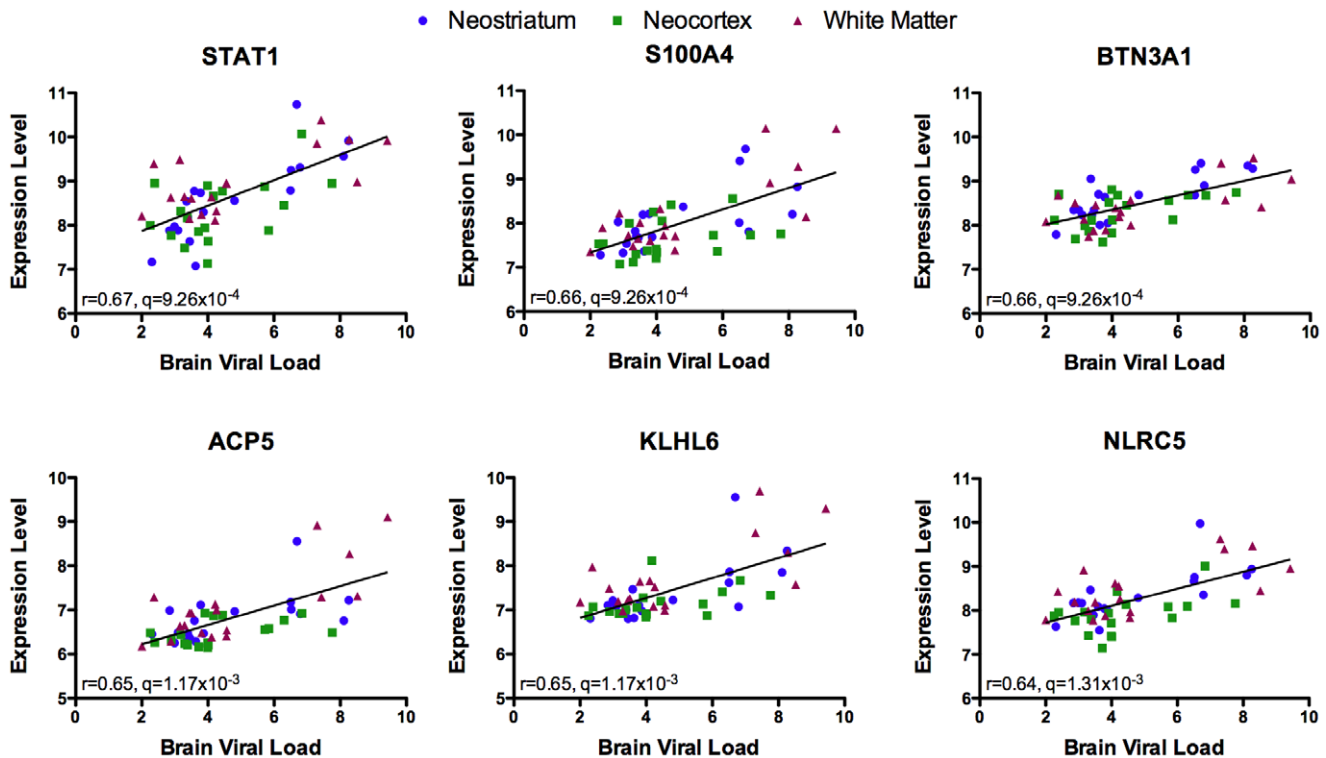 Neostriatum Neocortex White Matter
STAT1
Expression Level
11
10
9
8
7
6
0 2 4 6 8 10
r=0.67, q=9.26x10-4
Brain Viral Load
S100A4
Expression Level
11
10
9
8
7
6
0 2 4 6 8 10
r=0.66, q=9.26x10-4
Brain Viral Load
BTN3A1
Expression Level
11
10
9
8
7
6
0 2 4 6 8 10
r=0.66, q=9.26x10-4
Brain Viral Load
ACP5
Expression Level
10
9
8
7
6
5
0 2 4 6 8 10
r=0.65, q=1.17x10-3
Brain Viral Load
KLHL6
Expression Level
10
9
8
7
6
5
0 2 4 6 8 10
r=0.65, q=1.17x10-3
Brain Viral Load
NLRC5
Expression Level
11
10
9
8
7
6
0 2 4 6 8 10
r=0.64, q=1.31x10-3
Brain Viral Load